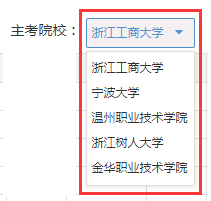 主考院校： 浙江工商大学
浙江工商大学
宁波大学
温州职业技术学院
浙江树人大学
金华职业技术学院